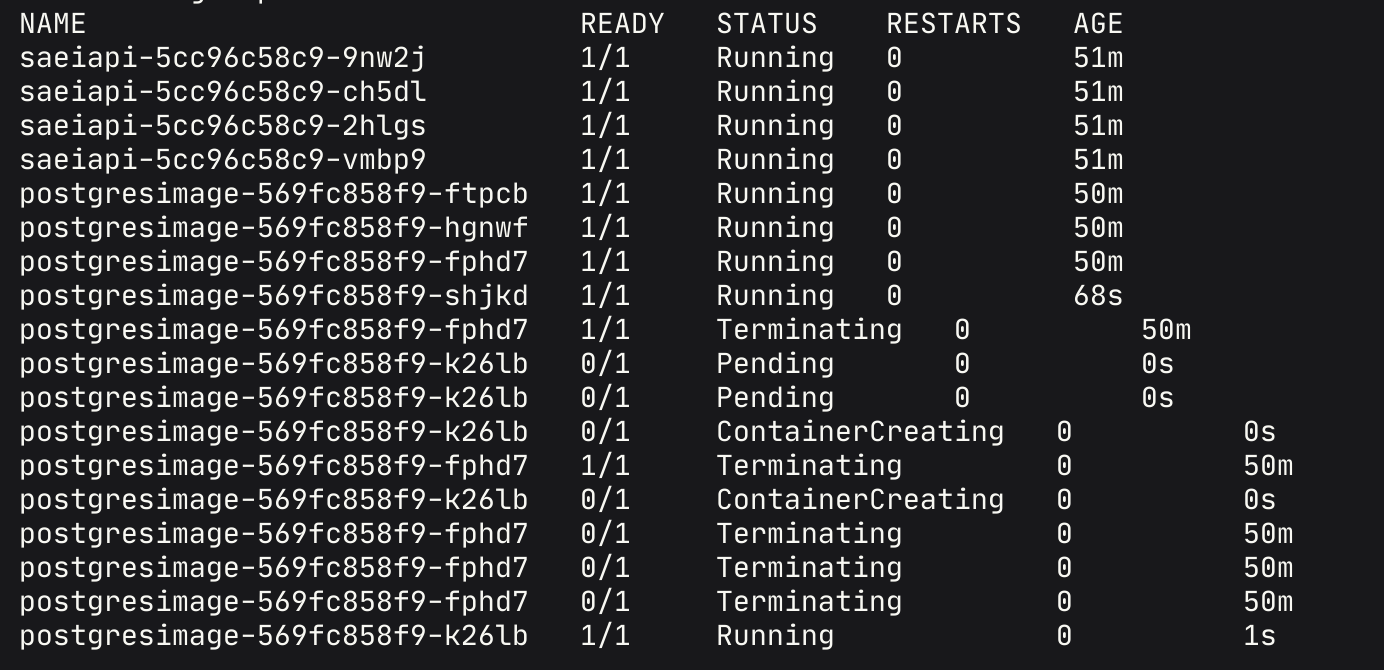 NAME READY STATUS RESTARTS AGE
saeiapi-5cc96c58c9-9nw2j 1/1 Running 0 51m
saeiapi-5cc96c58c9-ch5dl 1/1 Running 0 51m
saeiapi-5cc96c58c9-2hlgs 1/1 Running 0 51m
saeiapi-5cc96c58c9-vmbp9 1/1 Running 0 51m
postgresimage-569fc858f9-ftpcb 1/1 Running 0 50m
postgresimage-569fc858f9-hgnwf 1/1 Running 0 50m
postgresimage-569fc858f9-fphd7 1/1 Running 0 50m
postgresimage-569fc858f9-shjkd 1/1 Running 0 68s
postgresimage-569fc858f9-fphd7 1/1 Terminating 0 50m
postgresimage-569fc858f9-k26lb 0/1 Pending 0 0s
postgresimage-569fc858f9-k26lb 0/1 Pending 0 0s
postgresimage-569fc858f9-k26lb 0/1 ContainerCreating 0 0s
postgresimage-569fc858f9-fphd7 1/1 Terminating 0 50m
postgresimage-569fc858f9-k26lb 0/1 ContainerCreating 0 0s
postgresimage-569fc858f9-fphd7 0/1 Terminating 0 50m
postgresimage-569fc858f9-fphd7 0/1 Terminating 0 50m
postgresimage-569fc858f9-fphd7 0/1 Terminating 0 50m
postgresimage-569fc858f9-k26lb 1/1 Running 0 1s